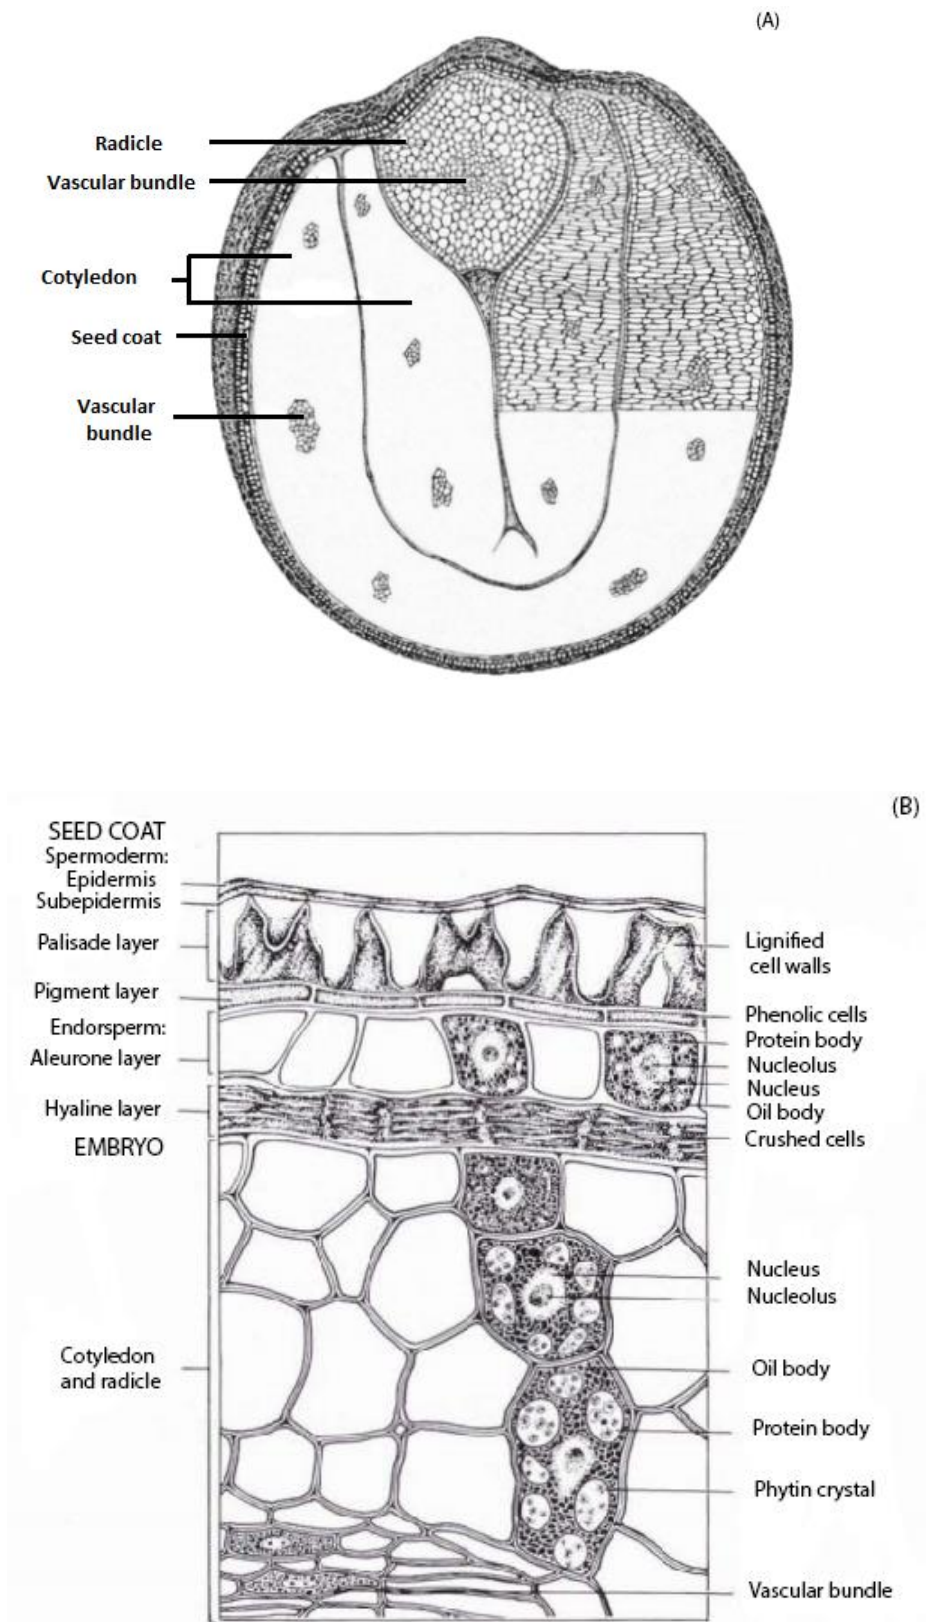 (A)
Radicle
Vascular bundle
Cotyledon
Seed coat
Vascular
bundle
(B)
SEED COAT
Spermoderm:
Epidermis
Subepidermis
Palisade layer
Pigment layer
Endorsperm:
Aleurone layer
Hyaline layer
EMBRYO
Cotyledon
and radicle
Lignified
cell walls
Phenolic cells
Protein body
Nucleolus
Nucleus
Oil body
Crushed cells
Nucleus
Nucleolus
Oil body
Protein body
Phytin crystal
Vascular bundle